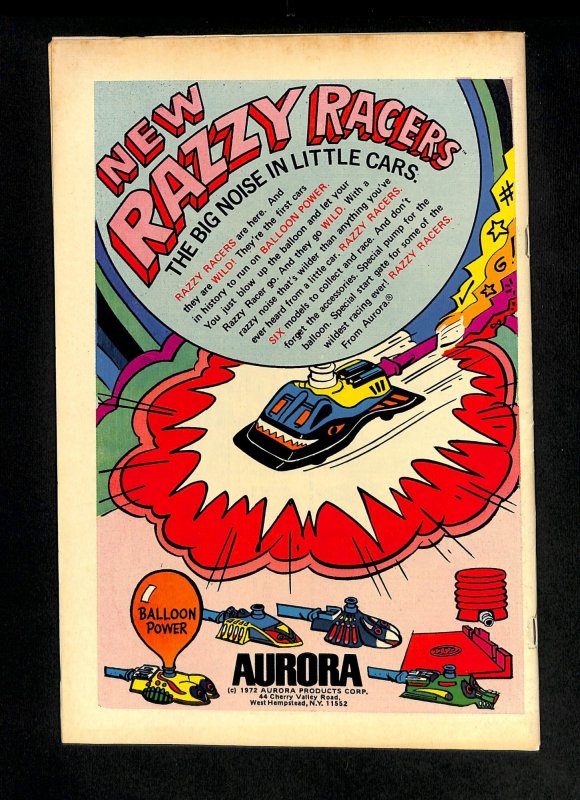 NEW
RAZZY RACERS™
THE BIG NOISE IN LITTLE CARS.
RAZZY RACERS are here. And
they are WILD! They're the first cars
in history to run on BALLOON POWER.
You just blow up the balloon and let your
Razzy Racer go. And they go WILD. With a
razzy noise that's wilder than anything you've
ever heard from a little car. RAZZY RACERS.
SIX models to collect and race. And don't
forget the accessories. Special pump for the
balloon. Special start gate for some of the
wildest racing ever! RAZZY RACERS.
From Aurora.®
#
!
BALLOON
POWER
AURORA
(c) 1972 AURORA PRODUCTS CORP.
44 Cherry Valley Road,
West Hempstead, N.Y. 11552